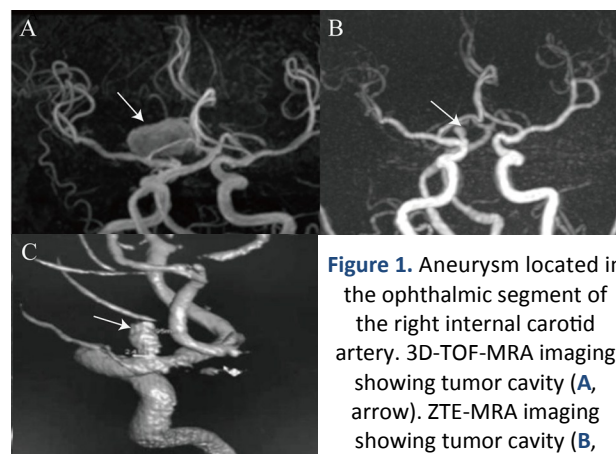 A
B
C
Figure 1. Aneurysm located in
the ophthalmic segment of
the right internal carotid
artery. 3D-TOF-MRA imaging
showing tumor cavity (A,
arrow). ZTE-MRA imaging
showing tumor cavity (B,